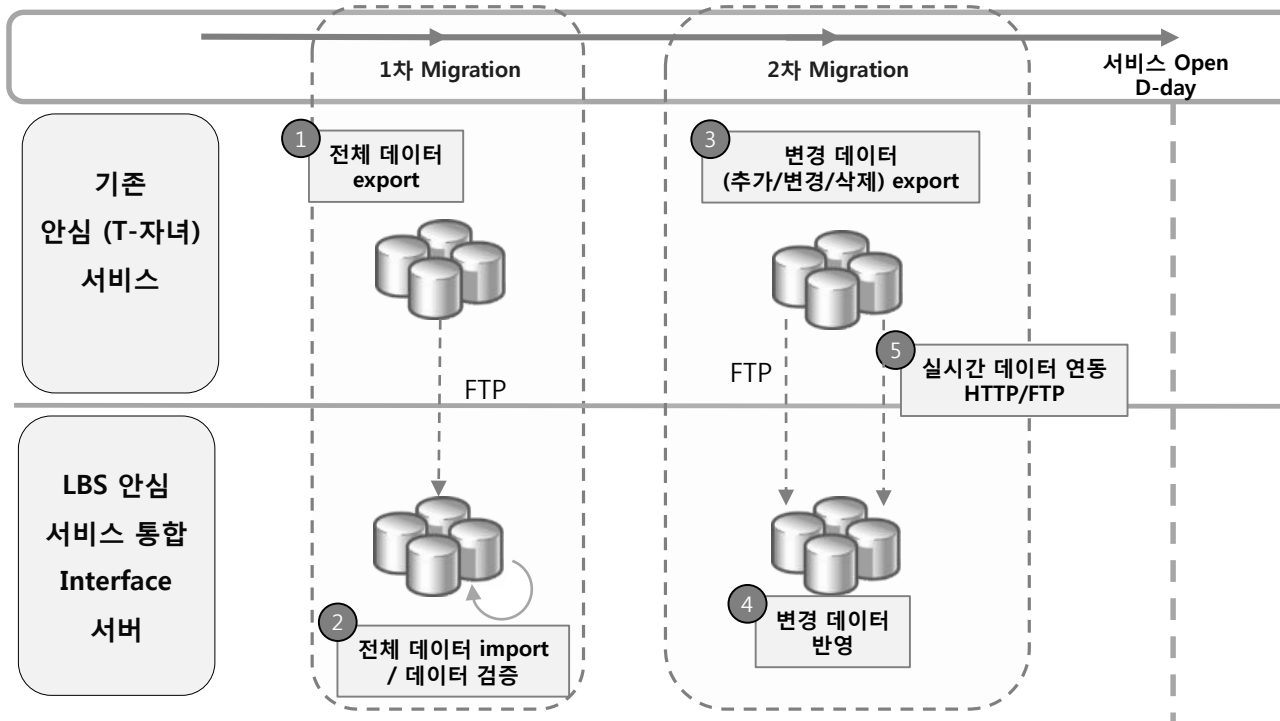 1차 Migration
2차 Migration
서비스 Open
D-day
기존
안심 (T-자녀)
서비스
1
전체 데이터
export
3
변경 데이터
(추가/변경/삭제) export
FTP
FTP
5
실시간 데이터 연동
HTTP/FTP
LBS 안심
서비스 통합
Interface
서버
2
전체 데이터 import
/ 데이터 검증
4
변경 데이터
반영